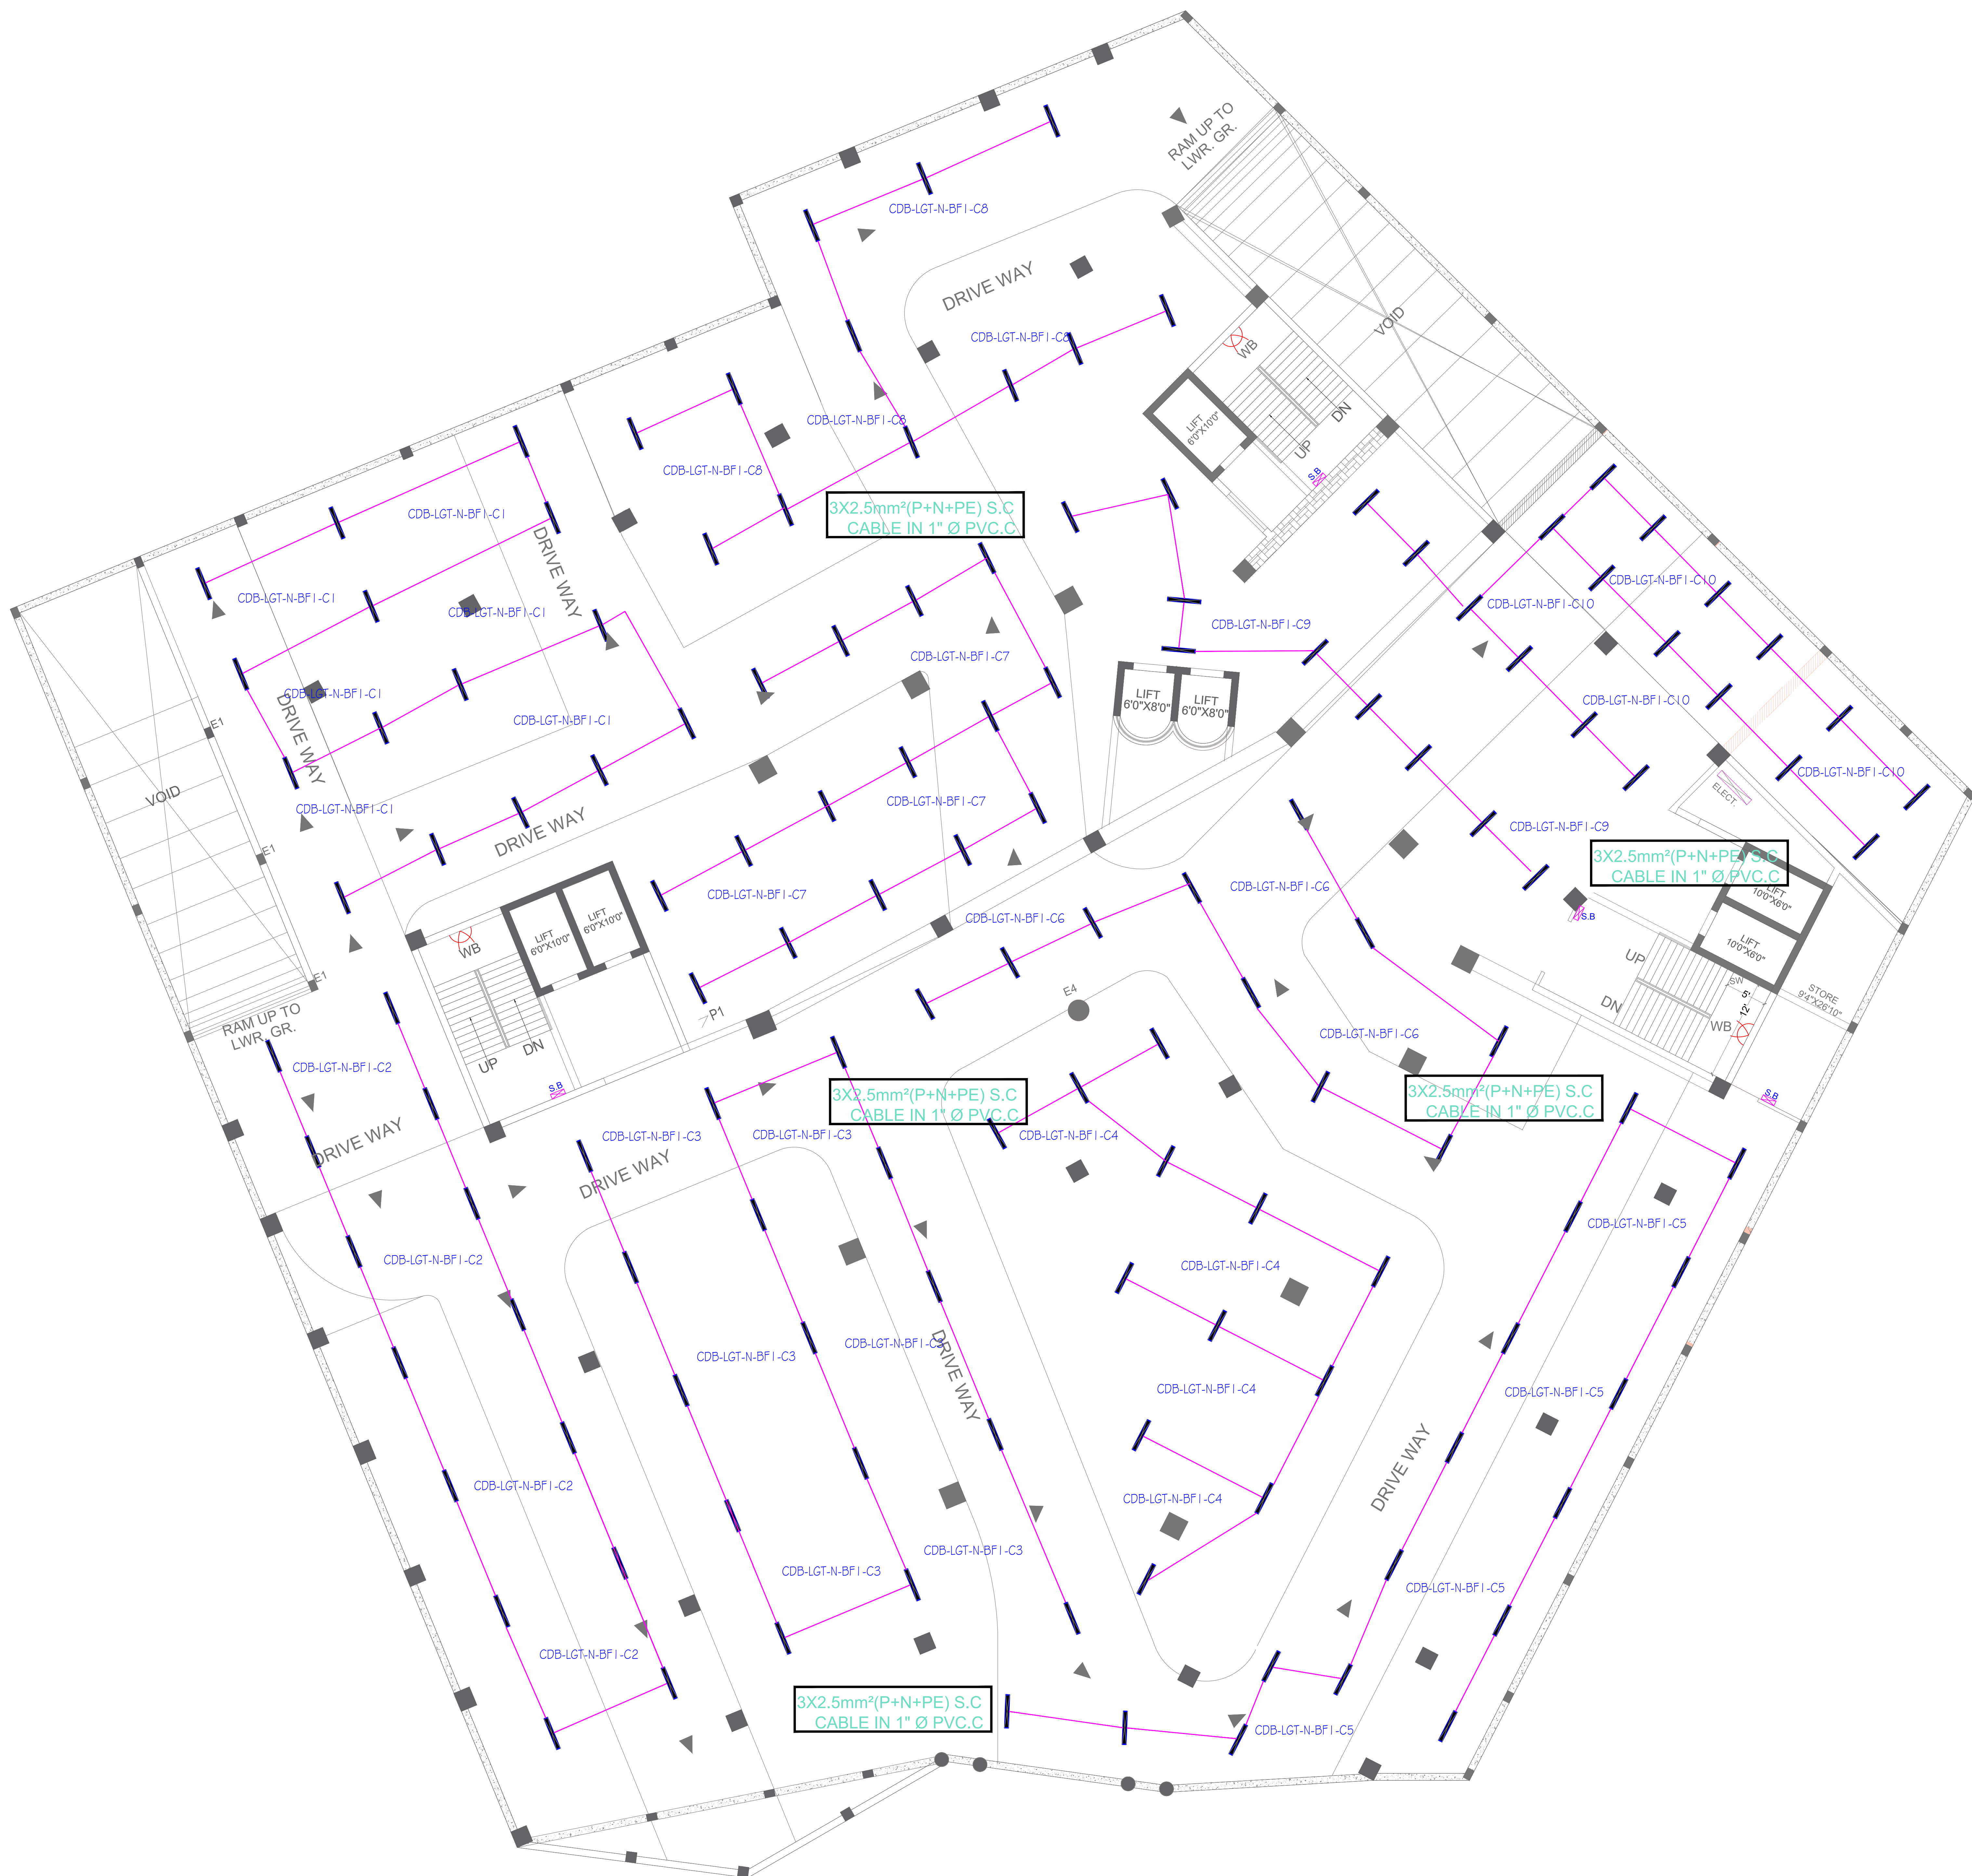 RAM UP TO
LWR. GR.
CDB-LGT-N-BF1-C8
DRIVE WAY
VOID
CDB-LGT-N-BF1-C8
WB
CDB-LGT-N-BF1-C8
LIFT
6'0"X10'0"
DN
UP
CDB-LGT-N-BF1-C8
S.B
3X2.5mm²(P+N+PE) S.C
CABLE IN 1" Ø PVC.C
CDB-LGT-N-BF1-C1
DRIVE WAY
CDB-LGT-N-BF1-C1
CDB-LGT-N-BF1-C1
CDB-LGT-N-BF1-C10
CDB-LGT-N-BF1-C10
CDB-LGT-N-BF1-C9
CDB-LGT-N-BF1-C7
CDB-LGT-N-BF1-C1
DRIVE WAY
CDB-LGT-N-BF1-C1
LIFT
6'0"X8'0"
LIFT
6'0"X8'0"
CDB-LGT-N-BF1-C10
E1
VOID
CDB-LGT-N-BF1-C1
CDB-LGT-N-BF1-C7
CDB-LGT-N-BF1-C10
ELECT.
DRIVE WAY
CDB-LGT-N-BF1-C9
E1
3X2.5mm²(P+N+PE) S.C
CABLE IN 1" Ø PVC.C
CDB-LGT-N-BF1-C7
CDB-LGT-N-BF1-C6
LIFT
10'0"X6'0"
CDB-LGT-N-BF1-C6
S.B
WB
LIFT
6'0"X10'0"
LIFT
6'0"X10'0"
LIFT
10'0"X6'0"
UP
E1
E4
SW
5'
12'
STORE
9'4"X26'10"
DN
WB
P1
RAM UP TO
LWR. GR.
CDB-LGT-N-BF1-C6
DN
UP
CDB-LGT-N-BF1-C2
S.B
3X2.5mm²(P+N+PE) S.C
CABLE IN 1" Ø PVC.C
3X2.5mm²(P+N+PE) S.C
CABLE IN 1" Ø PVC.C
S.B
DRIVE WAY
CDB-LGT-N-BF1-C3
CDB-LGT-N-BF1-C3
CDB-LGT-N-BF1-C4
DRIVE WAY
CDB-LGT-N-BF1-C5
CDB-LGT-N-BF1-C2
CDB-LGT-N-BF1-C4
CDB-LGT-N-BF1-C3
CDB-LGT-N-BF1-C3
DRIVE WAY
CDB-LGT-N-BF1-C4
CDB-LGT-N-BF1-C5
DRIVE WAY
CDB-LGT-N-BF1-C2
CDB-LGT-N-BF1-C4
CDB-LGT-N-BF1-C3
CDB-LGT-N-BF1-C3
CDB-LGT-N-BF1-C5
CDB-LGT-N-BF1-C2
3X2.5mm²(P+N+PE) S.C
CABLE IN 1" Ø PVC.C
CDB-LGT-N-BF1-C5